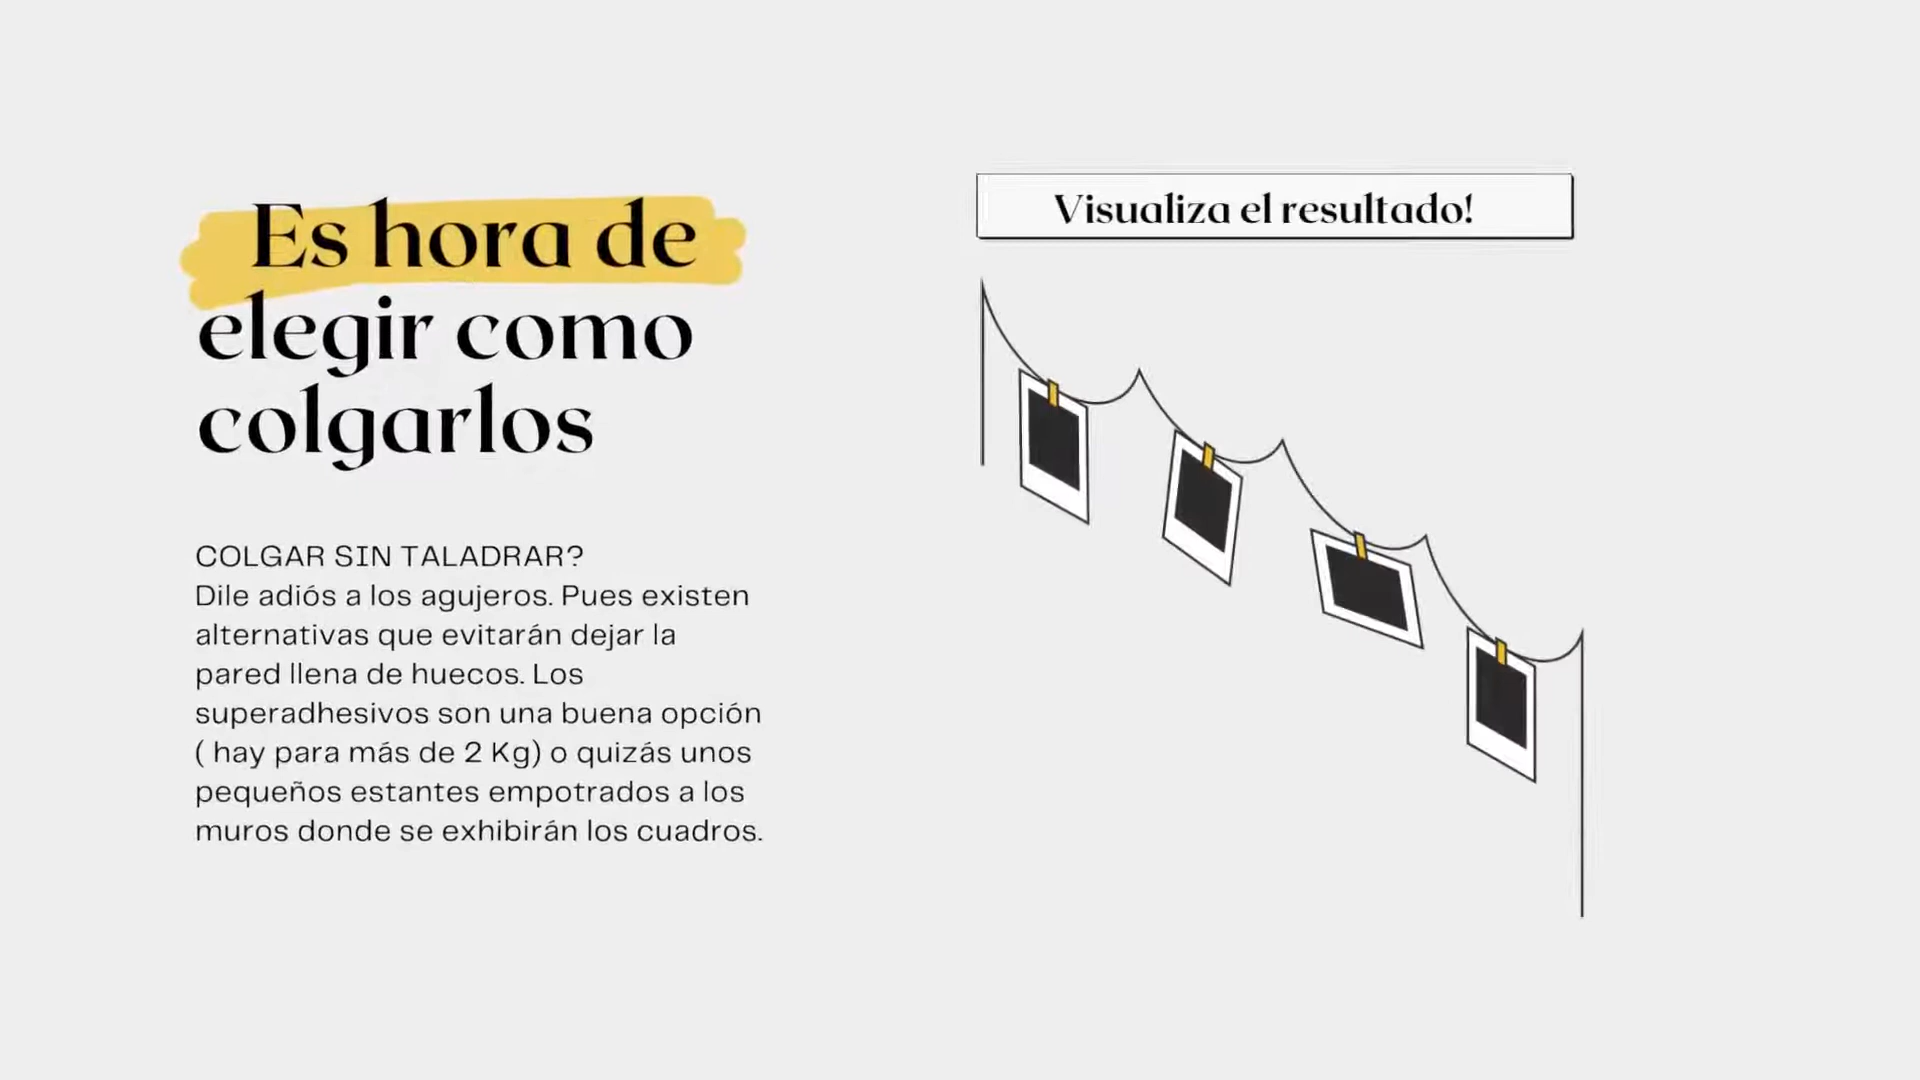 Es hora de
elegir como
colgarlos
COLGAR SIN TALADRAR?
Dile adiós a los agujeros. Pues existen
alternativas que evitarán dejar la
pared llena de huecos. Los
superadhesivos son una buena opción
( hay para más de 2 Kg) o quizás unos
pequeños estantes empotrados a los
muros donde se exhibirán los cuadros.
Visualiza el resultado!